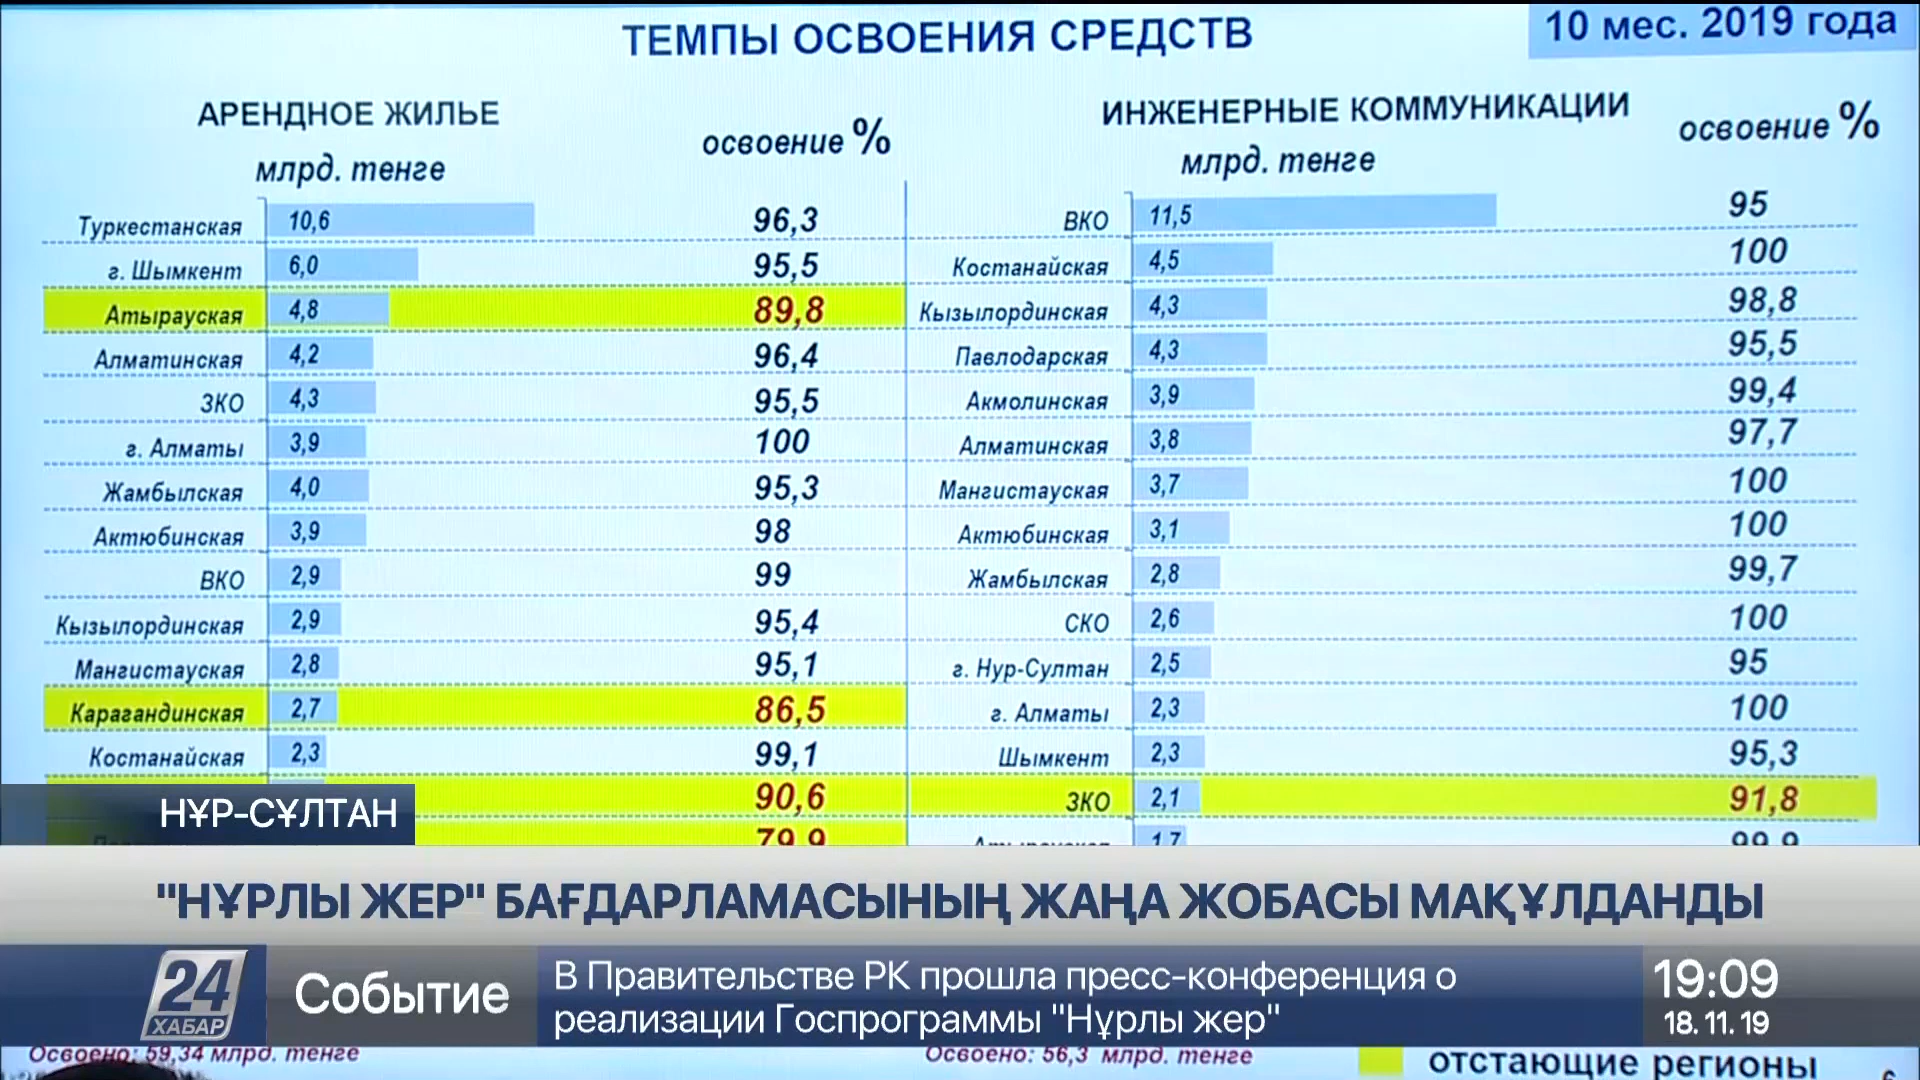 ТЕМПЫ ОСВОЕНИЯ СРЕДСТВ
10 мес. 2019 года
АРЕНДНОЕ ЖИЛЬЕ
млрд. тенге
освоение %
Туркестанская 10,6 96,3
г. Шымкент 6,0 95,5
Атырауская 4,8 89,8
Алматинская 4,2 96,4
ЗКО 4,3 95,5
г. Алматы 3,9 100
Жамбылская 4,0 95,3
Актюбинская 3,9 98
ВКО 2,9 99
Кызылординская 2,9 95,4
Мангистауская 2,8 95,1
Карагандинская 2,7 86,5
Костанайская 2,3 99,1
90,6
79,9
ИНЖЕНЕРНЫЕ КОММУНИКАЦИИ
млрд. тенге
освоение %
ВКО 11,5 95
Костанайская 4,5 100
Кызылординская 4,3 98,8
Павлодарская 4,3 95,5
Акмолинская 3,9 99,4
Алматинская 3,8 97,7
Мангистауская 3,7 100
Актюбинская 3,1 100
Жамбылская 2,8 99,7
СКО 2,6 100
г. Нур-Султан 2,5 95
г. Алматы 2,3 100
Шымкент 2,3 95,3
ЗКО 2,1 91,8
Атырауская 1,7 99,9
НҰР-СҰЛТАН
"НҰРЛЫ ЖЕР" БАҒДАРЛАМАСЫНЫҢ ЖАҢА ЖОБАСЫ МАҚҰЛДАНДЫ
24
ХАБАР
Событие
В Правительстве РК прошла пресс-конференция о
реализации Госпрограммы "Нұрлы жер"
19:09
18.11.19
Освоено: 59,34 млрд. тенге
Освоено: 56,3 млрд. тенге
отстающие регионы